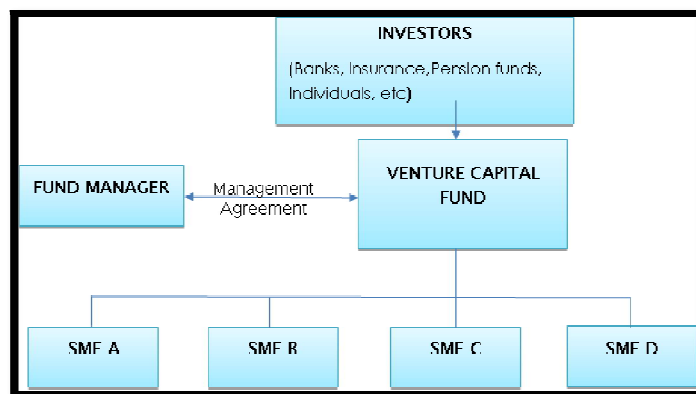 INVESTORS
(Banks, Insurance,Pension funds,
Individuals, etc)
FUND MANAGER
Management
Agreement
VENTURE CAPITAL
FUND
SME A
SME B
SME C
SME D